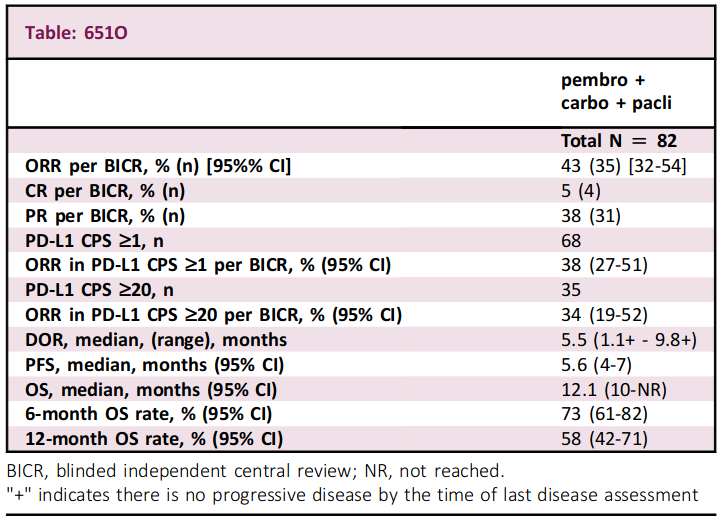 Table: 651O
pembro +
carbo + pacli
Total N = 82
ORR per BICR, % (n) [95%% CI] 43 (35) [32-54]
CR per BICR, % (n) 5 (4)
PR per BICR, % (n) 38 (31)
PD-L1 CPS ≥1, n 68
ORR in PD-L1 CPS ≥1 per BICR, % (95% CI) 38 (27-51)
PD-L1 CPS ≥20, n 35
ORR in PD-L1 CPS ≥20 per BICR, % (95% CI) 34 (19-52)
DOR, median, (range), months 5.5 (1.1+ - 9.8+)
PFS, median, months (95% CI) 5.6 (4-7)
OS, median, months (95% CI) 12.1 (10-NR)
6-month OS rate, % (95% CI) 73 (61-82)
12-month OS rate, % (95% CI) 58 (42-71)
BICR, blinded independent central review; NR, not reached.
"+" indicates there is no progressive disease by the time of last disease assessment